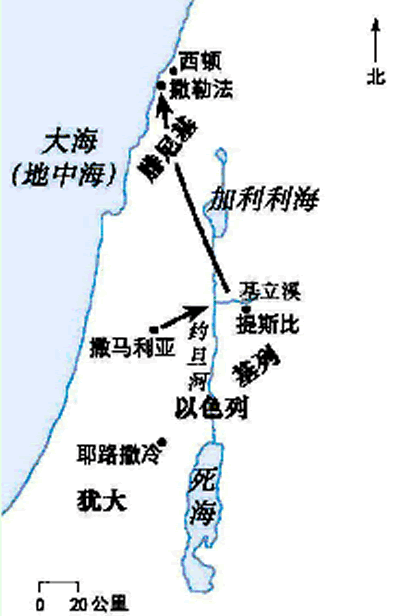 西顿
撒勒法
北
大海
(地中海)
腓尼基
加利利海
基立溪
提斯比
撒马利亚
约旦河
基列
以色列
耶路撒冷
犹大
死海
0 20公里